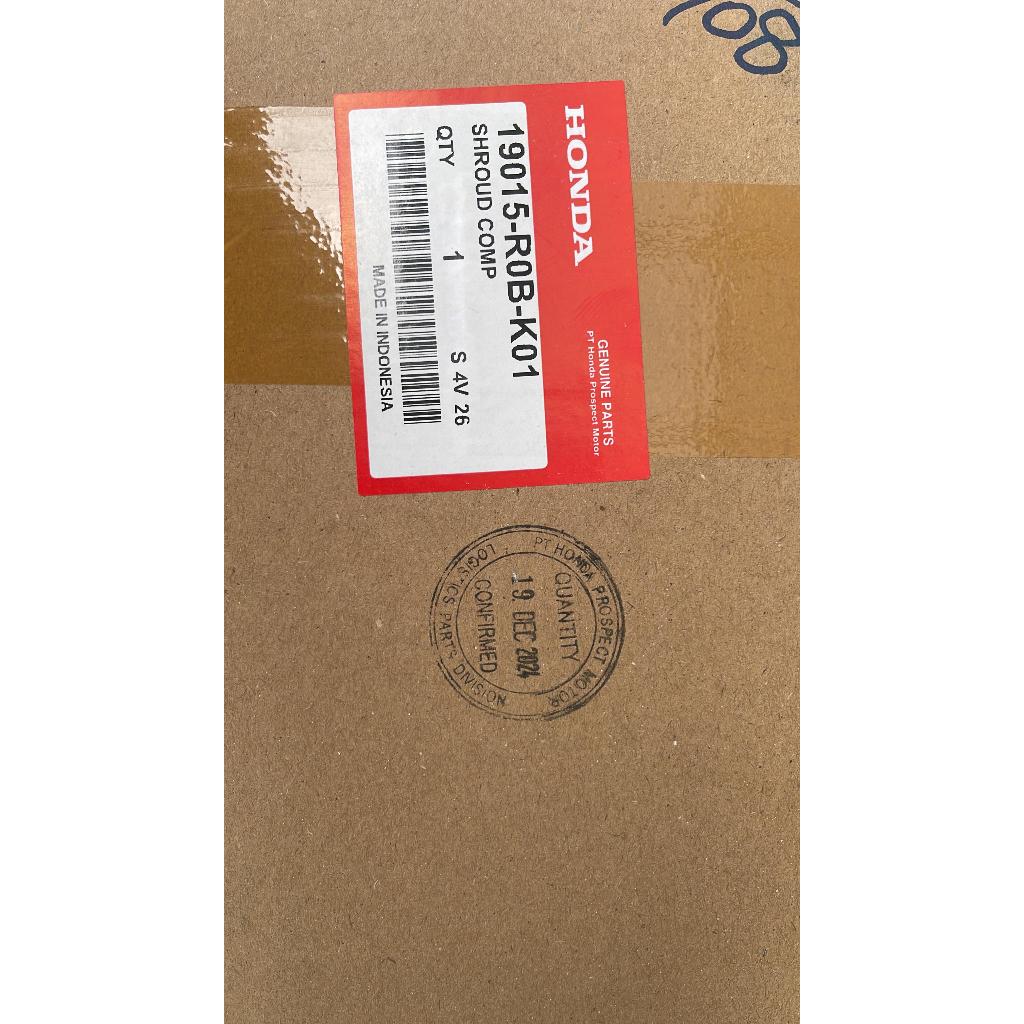 HONDA
GENUINE PARTS
PT Honda Prospect Motor
19015-R0B-K01
SHROUD COMP
QTY 1 S 4V 26
MADE IN INDONESIA
PT HONDA PROSPECT MOTOR
QUANTITY
19. DEC 2024
CONFIRMED
LOGISTICS PARTS DIVISION